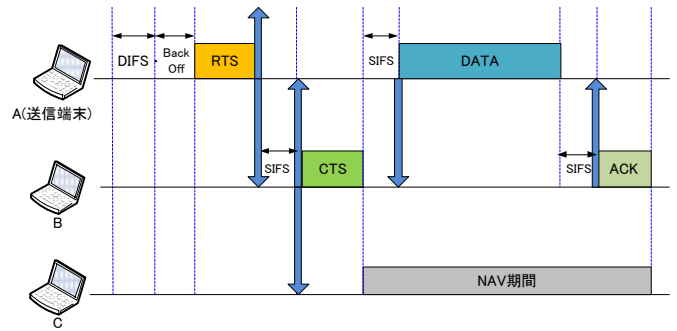 DIFS
Back
Off
RTS
SIFS
DATA
A(送信端末)
SIFS
CTS
SIFS
ACK
B
NAV期間
C